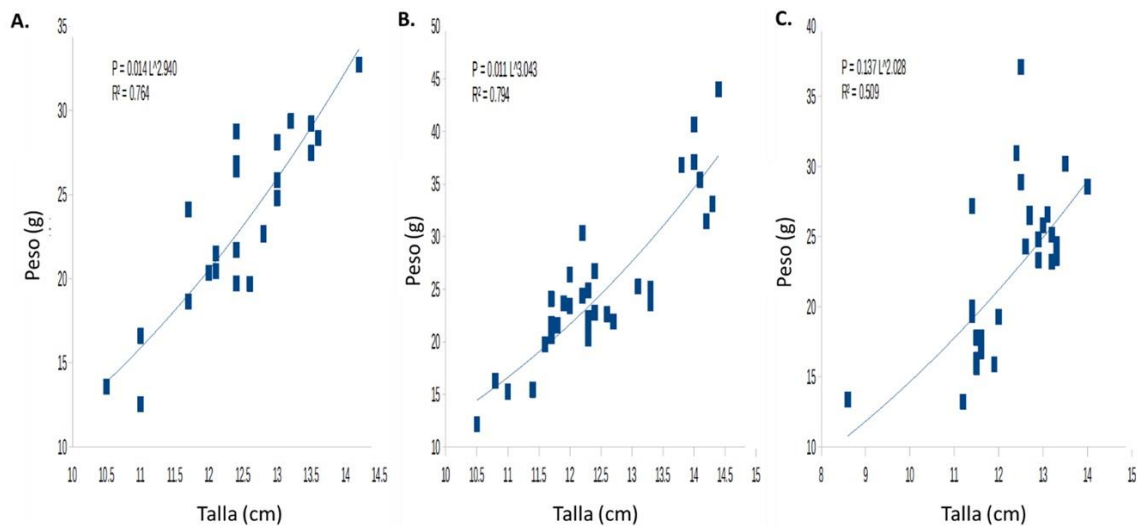 A.
35
30
25
20
15
10
Peso (g)
P = 0.014 L^2.940
R² = 0.764
10 10.5 11 11.5 12 12.5 13 13.5 14 14.5
Talla (cm)
B.
50
45
40
35
30
25
20
15
10
Peso (g)
P = 0.011 L^3.043
R² = 0.794
10 10.5 11 11.5 12 12.5 13 13.5 14 14.5 15
Talla (cm)
C.
40
35
30
25
20
15
10
Peso (g)
P = 0.137 L^2.028
R² = 0.509
8 9 10 11 12 13 14 15
Talla (cm)